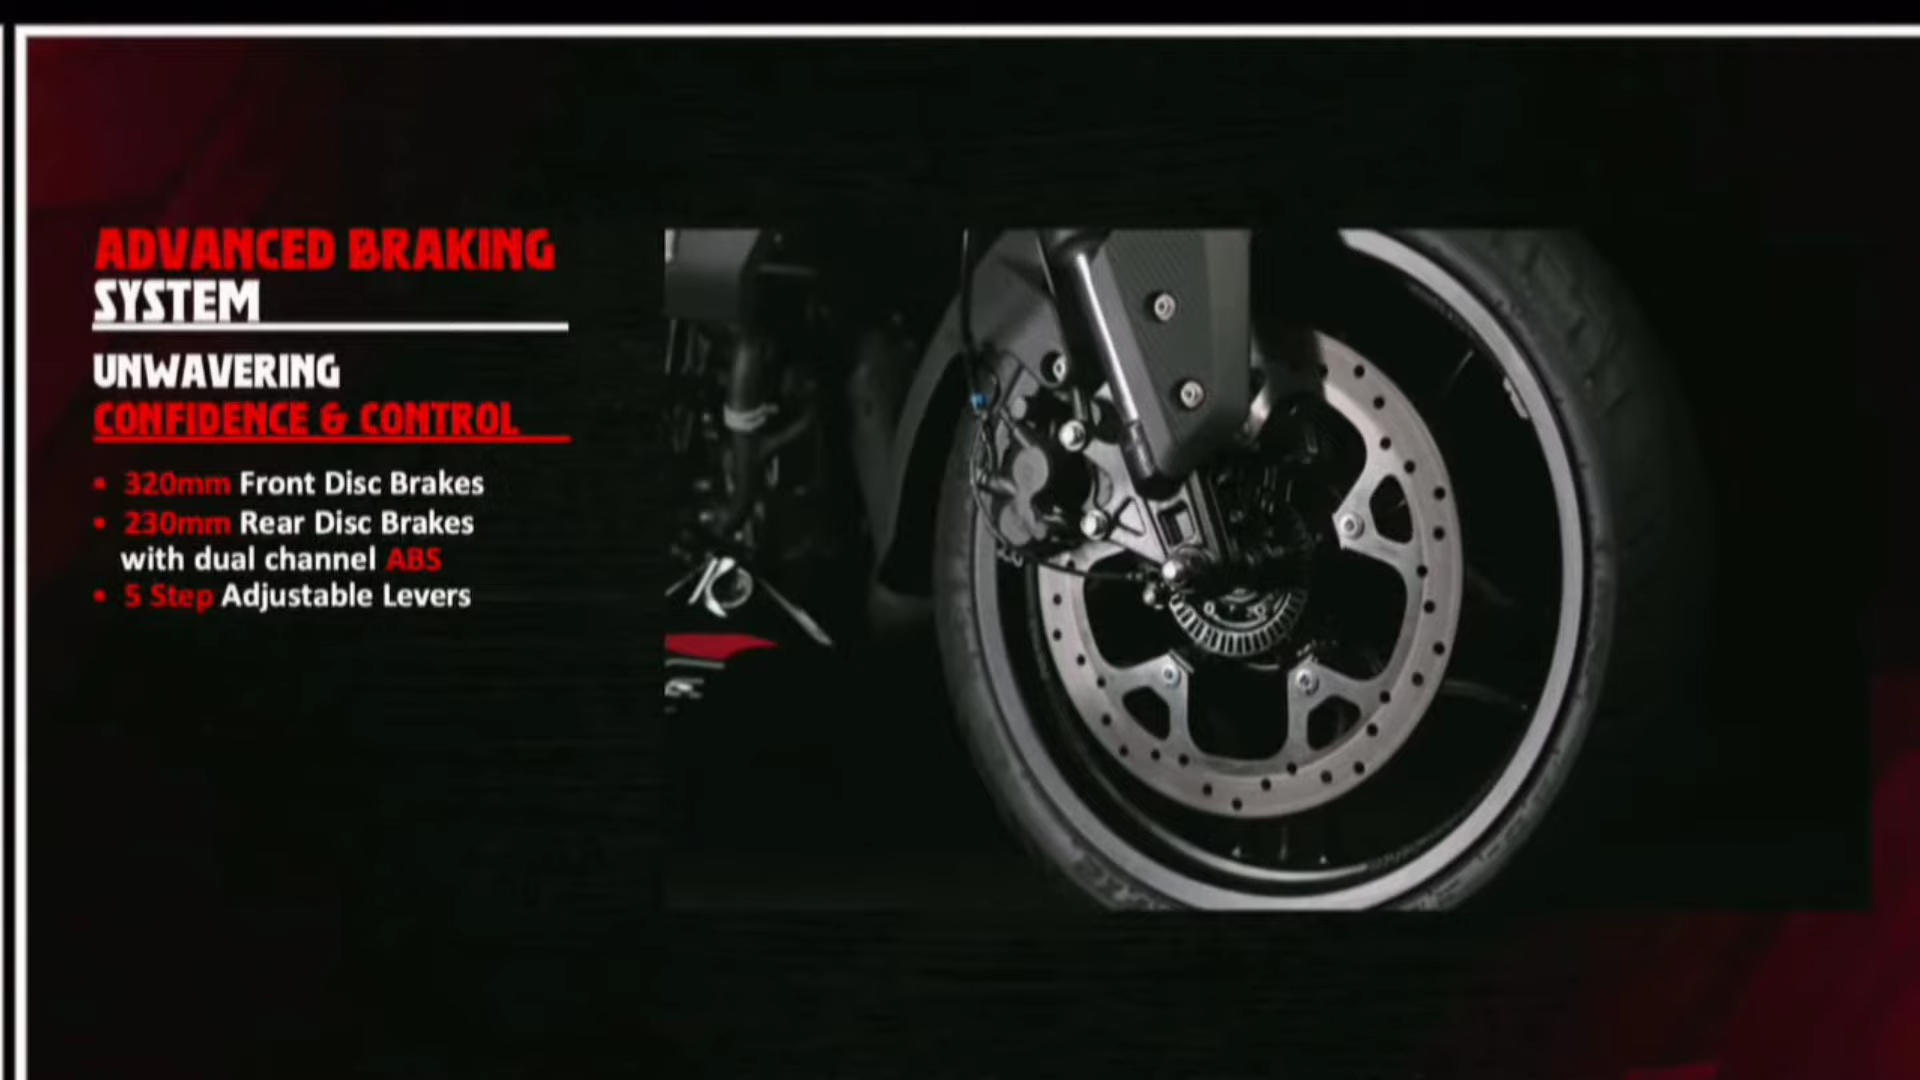 ADVANCED BRAKING
SYSTEM
UNWAVERING
CONFIDENCE & CONTROL
• 320mm Front Disc Brakes
• 230mm Rear Disc Brakes
with dual channel ABS
• 5 Step Adjustable Levers